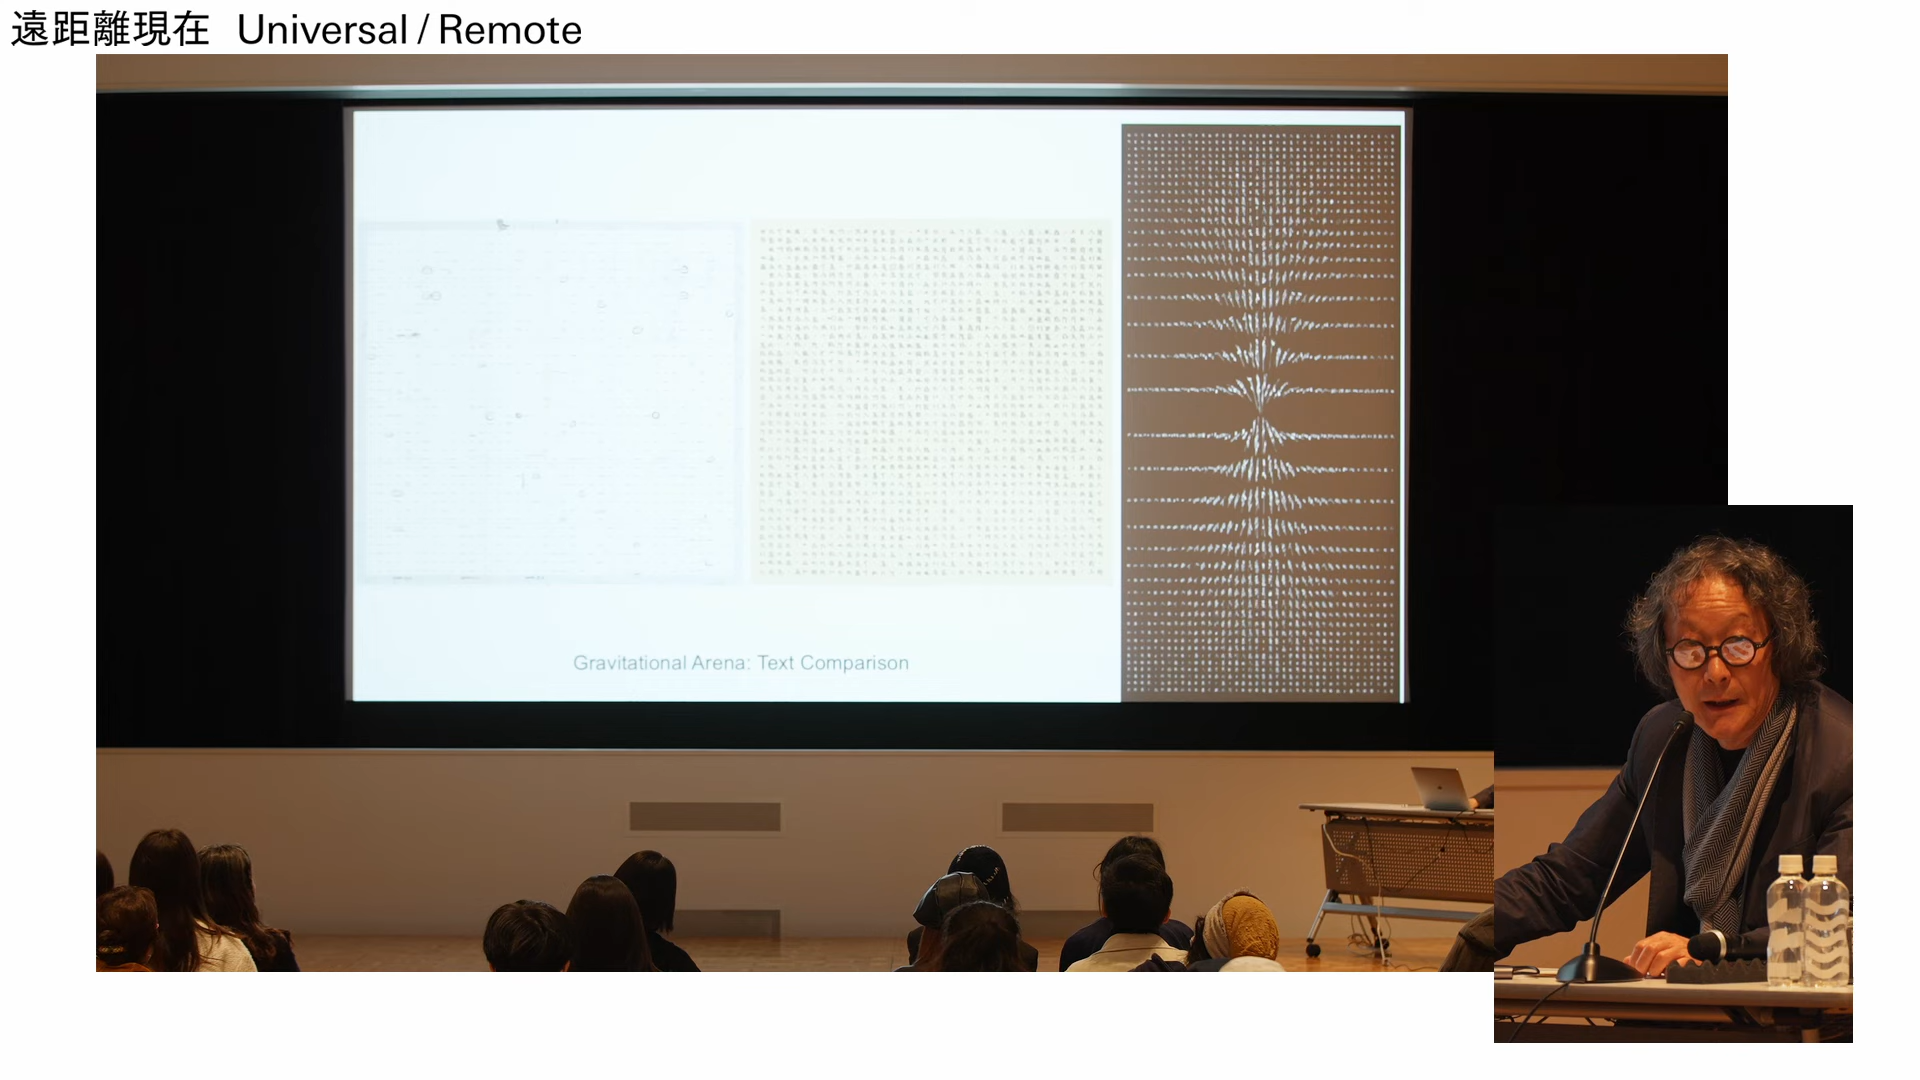 遠距離現在 Universal / Remote
Gravitational Arena: Text Comparison